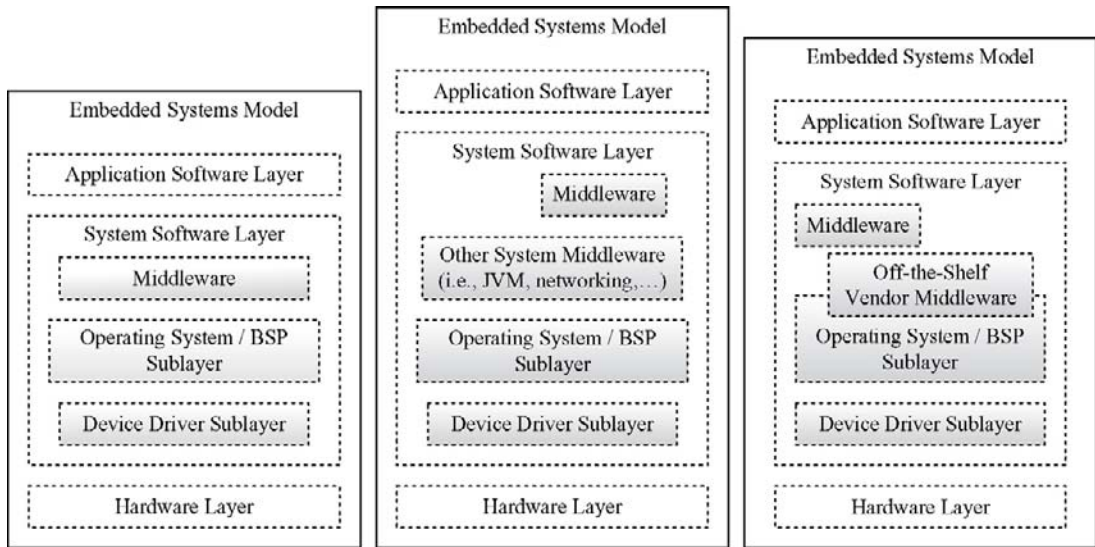 Embedded Systems Model
Application Software Layer
System Software Layer
Middleware
Operating System / BSP
Sublayer
Device Driver Sublayer
Hardware Layer
Embedded Systems Model
Application Software Layer
System Software Layer
Middleware
Other System Middleware
(i.e., JVM, networking,...)
Operating System / BSP
Sublayer
Device Driver Sublayer
Hardware Layer
Embedded Systems Model
Application Software Layer
System Software Layer
Middleware
Off-the-Shelf
Vendor Middleware
Operating System / BSP
Sublayer
Device Driver Sublayer
Hardware Layer